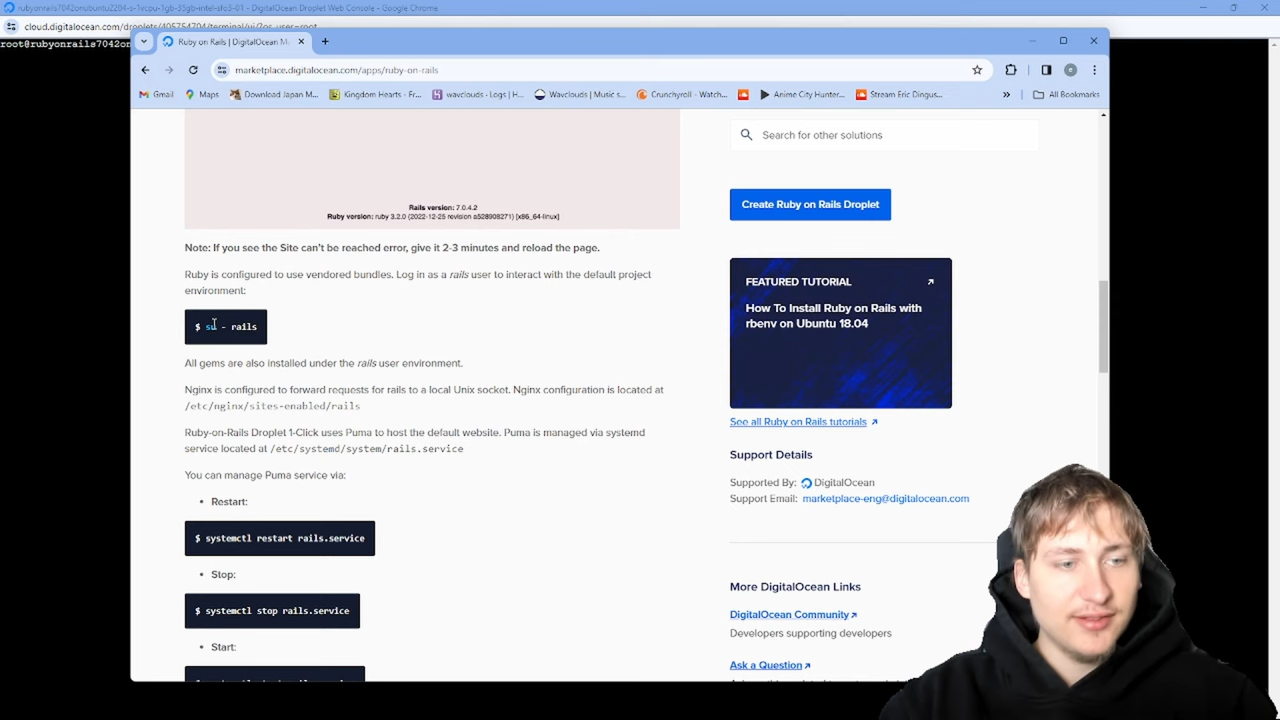 rubyonrails7042onubuntu2204-s-1vcpu-1gb-35gb-intel-sfo3-01 - DigitalOcean Droplet Web Console - Google Chrome
cloud.digitalocean.com/droplets/405754704/terminal/ui/?os_user=root
root@rubyonrails7042on
Ruby on Rails | DigitalOcean M
marketplace.digitalocean.com/apps/ruby-on-rails
Gmail
Maps
Download Japan M...
Kingdom Hearts - Fr...
wavclouds · Logs | H...
Wavclouds | Music s...
Crunchyroll - Watch...
Anime City Hunter...
Stream Eric Dingus...
»
All Bookmarks
Rails version: 7.0.4.2
Ruby version: ruby 3.2.0 (2022-12-25 revision a528908271) [x86_64-linux]
Note: If you see the Site can't be reached error, give it 2-3 minutes and reload the page.
Ruby is configured to use vendored bundles. Log in as a rails user to interact with the default project
environment:
$ su - rails
All gems are also installed under the rails user environment.
Nginx is configured to forward requests for rails to a local Unix socket. Nginx configuration is located at
/etc/nginx/sites-enabled/rails
Ruby-on-Rails Droplet 1-Click uses Puma to host the default website. Puma is managed via systemd
service located at /etc/systemd/system/rails.service
You can manage Puma service via:
• Restart:
$ systemctl restart rails.service
• Stop:
$ systemctl stop rails.service
• Start:
Search for other solutions
Create Ruby on Rails Droplet
FEATURED TUTORIAL
How To Install Ruby on Rails with
rbenv on Ubuntu 18.04
See all Ruby on Rails tutorials
Support Details
Supported By: DigitalOcean
Support Email: marketplace-eng@digitalocean.com
More DigitalOcean Links
DigitalOcean Community
Developers supporting developers
Ask a Question